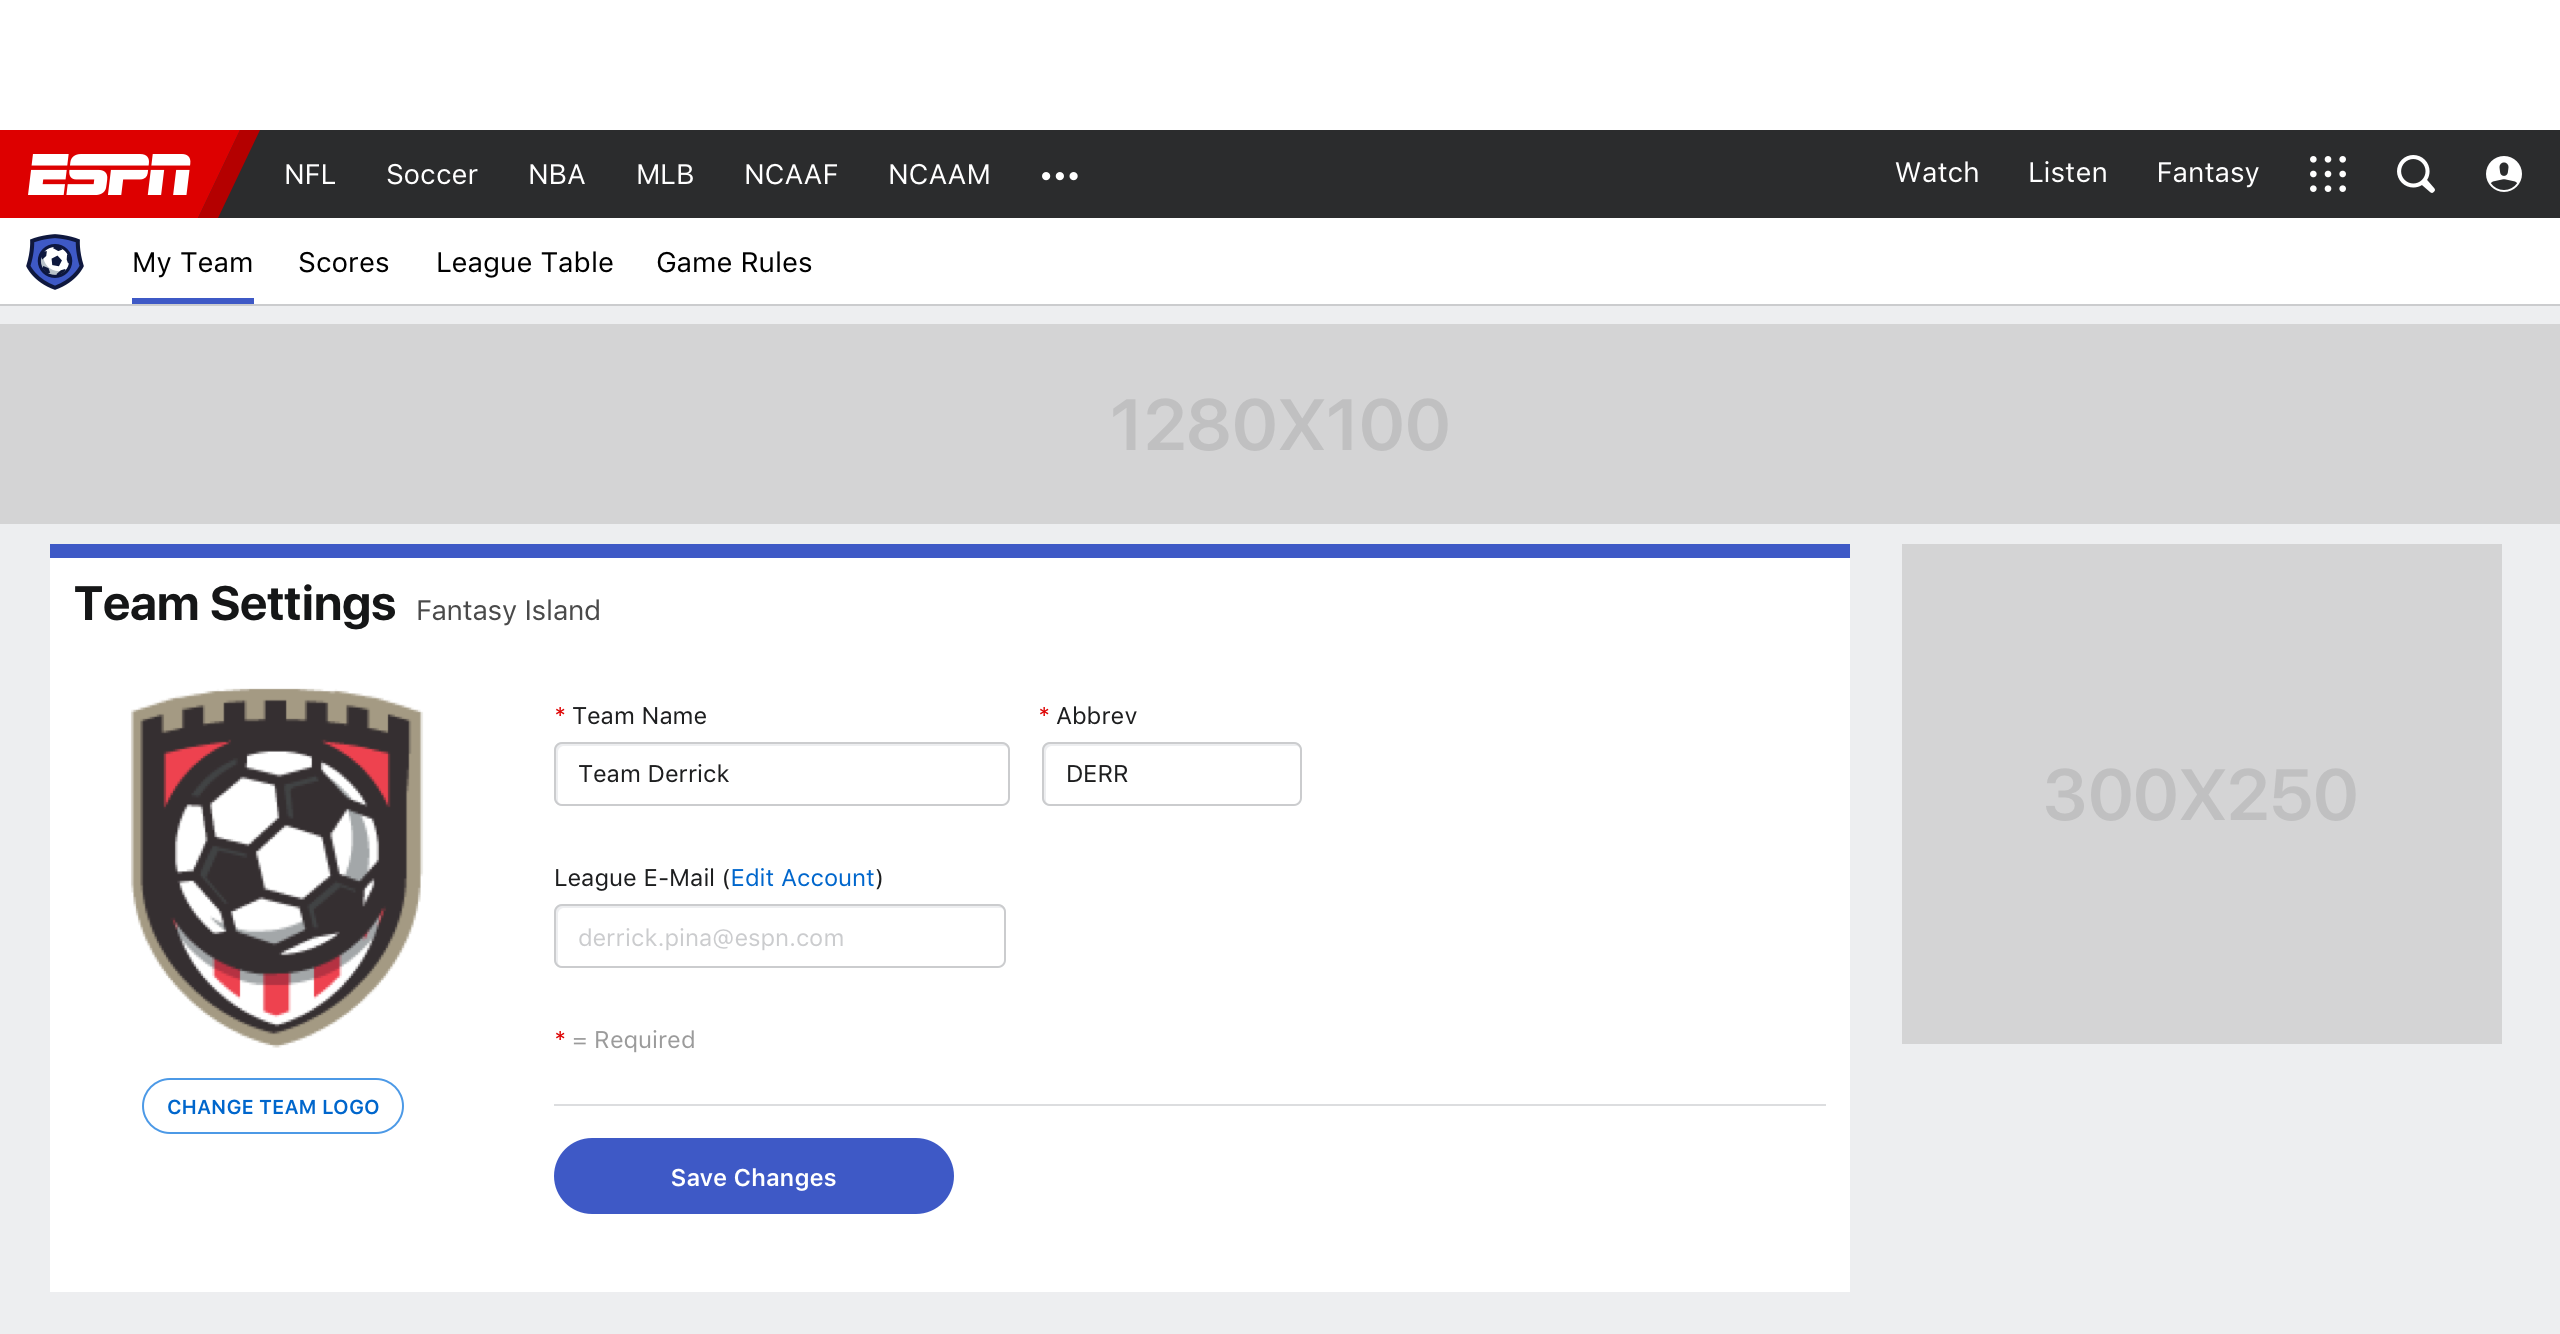 ESPN NFL Soccer NBA MLB NCAAF NCAAM ••• Watch Listen Fantasy
My Team Scores League Table Game Rules
1280X100
Team Settings Fantasy Island
* Team Name * Abbrev
Team Derrick DERR
300X250
League E-Mail (Edit Account)
derrick.pina@espn.com
* = Required
CHANGE TEAM LOGO
Save Changes